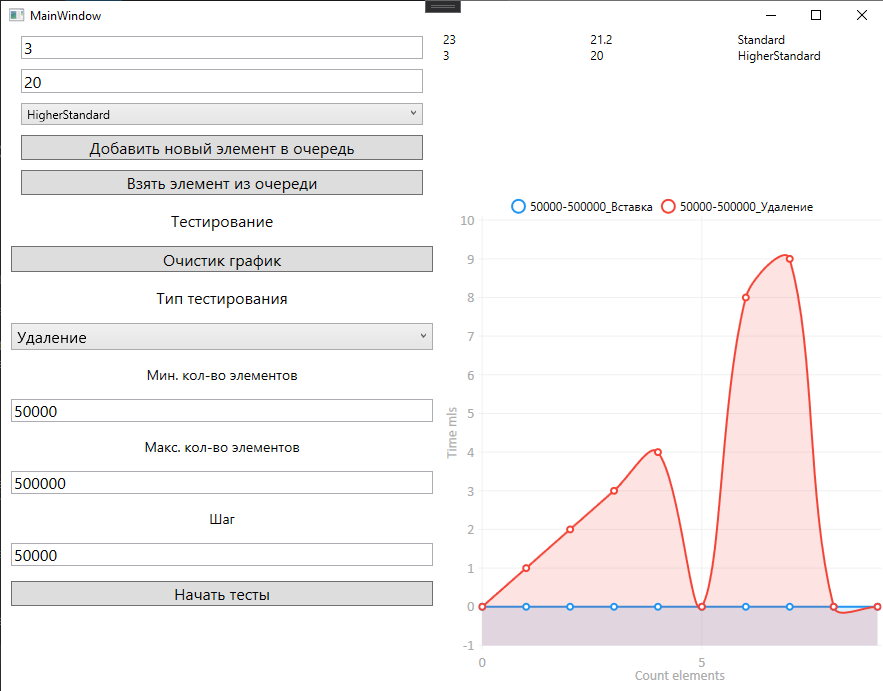 MainWindow
3
20
HigherStandard
Добавить новый элемент в очередь
Взять элемент из очереди
Тестирование
Очистик график
Тип тестирования
Удаление
Мин. кол-во элементов
50000
Макс. кол-во элементов
500000
Шаг
50000
Начать тесты
23 21.2 Standard
3 20 HigherStandard
50000-500000_Вставка 50000-500000_Удаление
10
9
8
7
6
5
4
3
2
1
0
-1
Time mls
0 5
Count elements